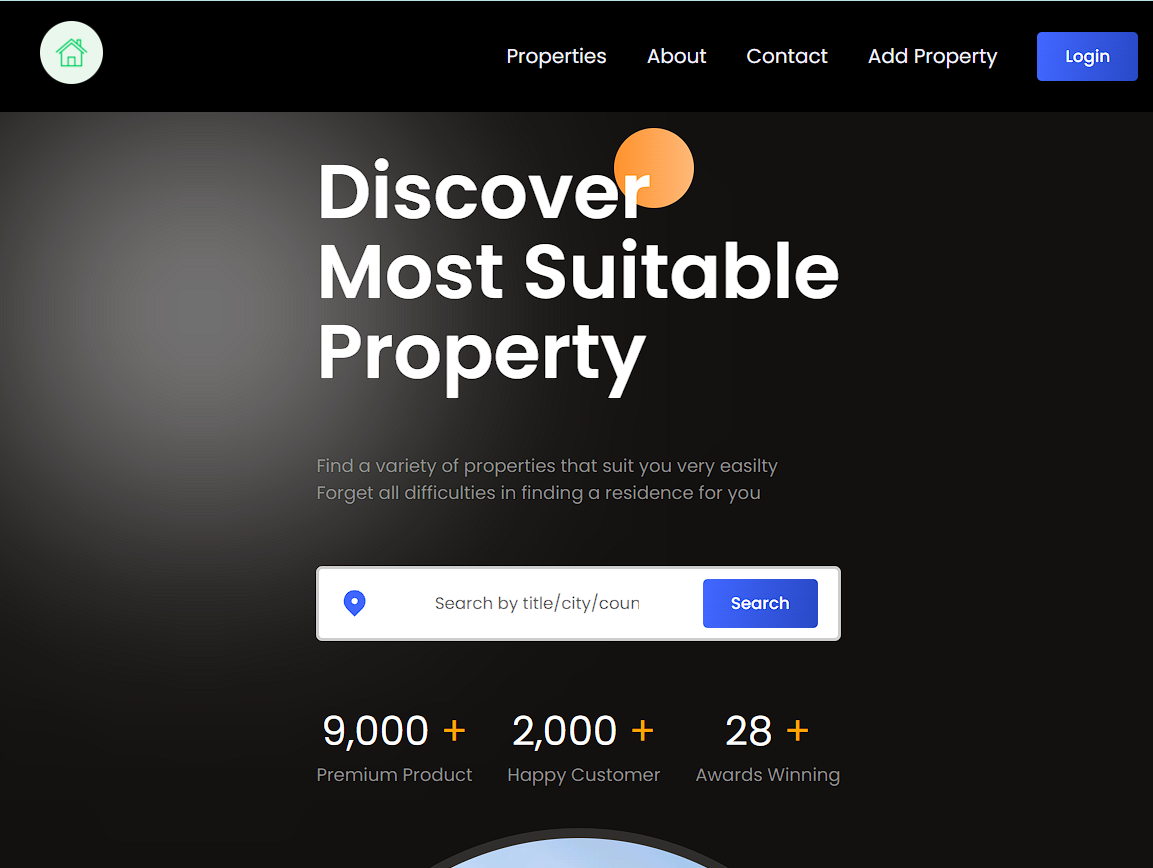 Properties About Contact Add Property Login
Discover
Most Suitable
Property
Find a variety of properties that suit you very easilty
Forget all difficulties in finding a residence for you
Search by title/city/coun Search
9,000 + 2,000 + 28 +
Premium Product Happy Customer Awards Winning